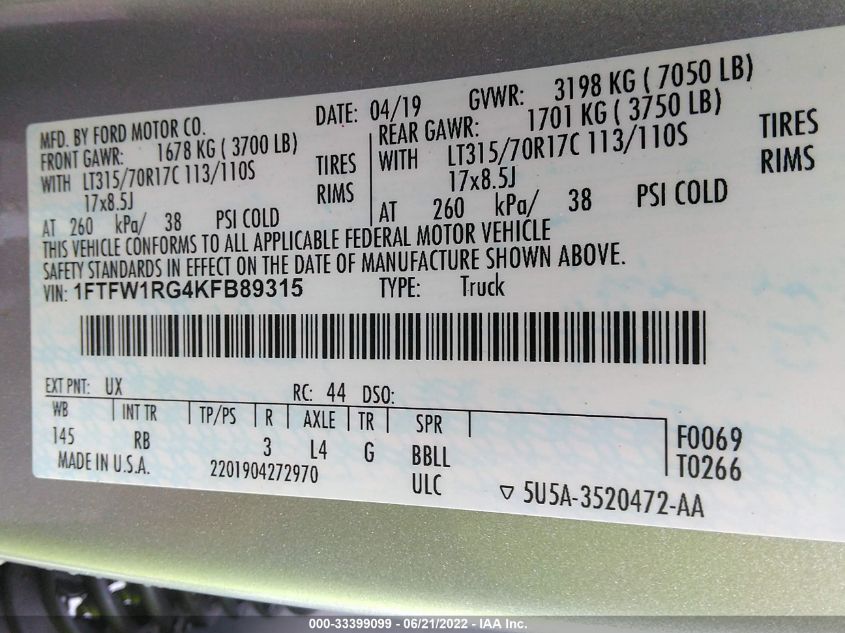 MFD. BY FORD MOTOR CO. DATE: 04/19 GVWR: 3198 KG ( 7050 LB)
FRONT GAWR: 1678 KG ( 3700 LB) REAR GAWR: 1701 KG ( 3750 LB)
WITH LT315/70R17C 113/110S TIRES WITH LT315/70R17C 113/110S TIRES
17x8.5J RIMS 17x8.5J RIMS
AT 260 kPa/ 38 PSI COLD AT 260 kPa/ 38 PSI COLD
THIS VEHICLE CONFORMS TO ALL APPLICABLE FEDERAL MOTOR VEHICLE
SAFETY STANDARDS IN EFFECT ON THE DATE OF MANUFACTURE SHOWN ABOVE.
VIN: 1FTFW1RG4KFB89315 TYPE: Truck
EXT PNT: UX RC: 44 DSO:
WB INT TR TP/PS R AXLE TR SPR
145 RB 3 L4 G BBLL F0069
MADE IN U.S.A. 2201904272970 ULC T0266
▽ 5U5A-3520472-AA
000-33399099 - 06/21/2022 - IAA Inc.